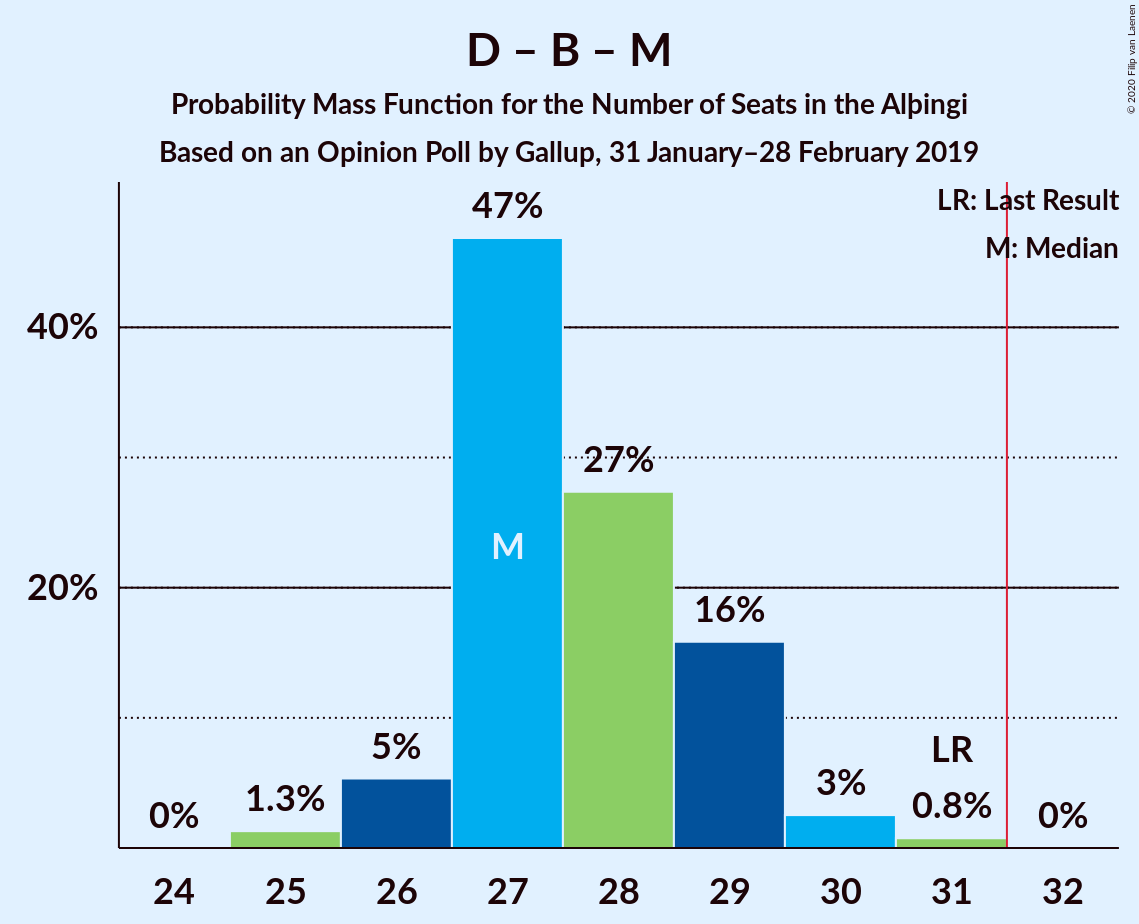 D – B – M
Probability Mass Function for the Number of Seats in the Alþingi
Based on an Opinion Poll by Gallup, 31 January–28 February 2019
© 2020 Filip van Laenen
LR: Last Result
M: Median
40%
20%
0%
1.3%
5%
47%
M
27%
16%
3%
LR
0.8%
0%
24 25 26 27 28 29 30 31 32